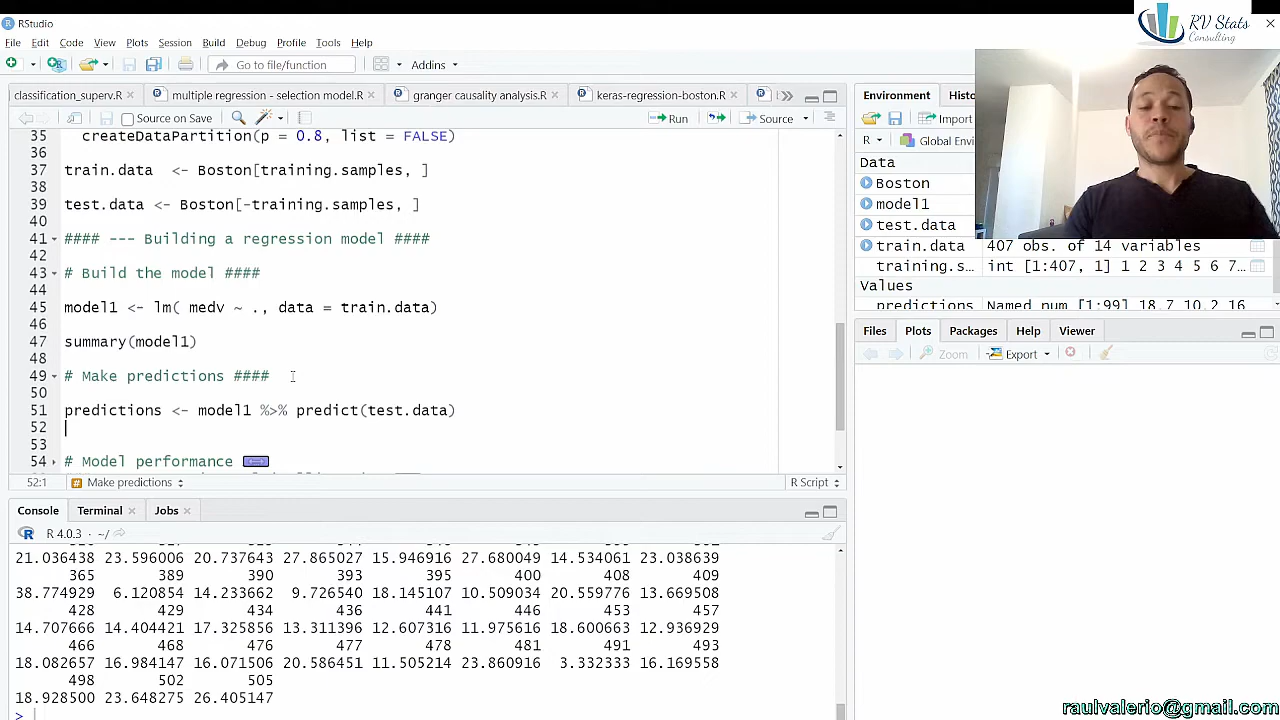 RStudio
RV Stats
Consulting
File Edit Code View Plots Session Build Debug Profile Tools Help
Go to file/function Addins
classification_superv.R multiple regression - selection model.R granger causality analysis.R keras-regression-boston.R
Source on Save Run Source
35 createDataPartition(p = 0.8, list = FALSE)
36
37 train.data <- Boston[training.samples, ]
38
39 test.data <- Boston[-training.samples, ]
40
41 #### --- Building a regression model ####
42
43 # Build the model ####
44
45 model1 <- lm( medv ~ ., data = train.data)
46
47 summary(model1)
48
49 # Make predictions ####
50
51 predictions <- model1 %>% predict(test.data)
52
53
54 # Model performance
52:1 Make predictions R Script
Console Terminal Jobs
R 4.0.3 · ~/
21.036438 23.596006 20.737643 27.865027 15.946916 27.680049 14.534061 23.038639
365 389 390 393 395 400 408 409
38.774929 6.120854 14.233662 9.726540 18.145107 10.509034 20.559776 13.669508
428 429 434 436 441 446 453 457
14.707666 14.404421 17.325856 13.311396 12.607316 11.975616 18.600663 12.936929
466 468 476 477 478 481 491 493
18.082657 16.984147 16.071506 20.586451 11.505214 23.860916 3.332333 16.169558
498 502 505
18.928500 23.648275 26.405147
>
Environment Histo
Import
R Global Envi
Data
Boston
model1
test.data
train.data 407 obs. of 14 variables
training.s… int [1:407, 1] 1 2 3 4 5 6 7…
Values
predictions Named num [1:99] 18.7 10.2 16
Files Plots Packages Help Viewer
Zoom Export
raulvalerio@gmail.com